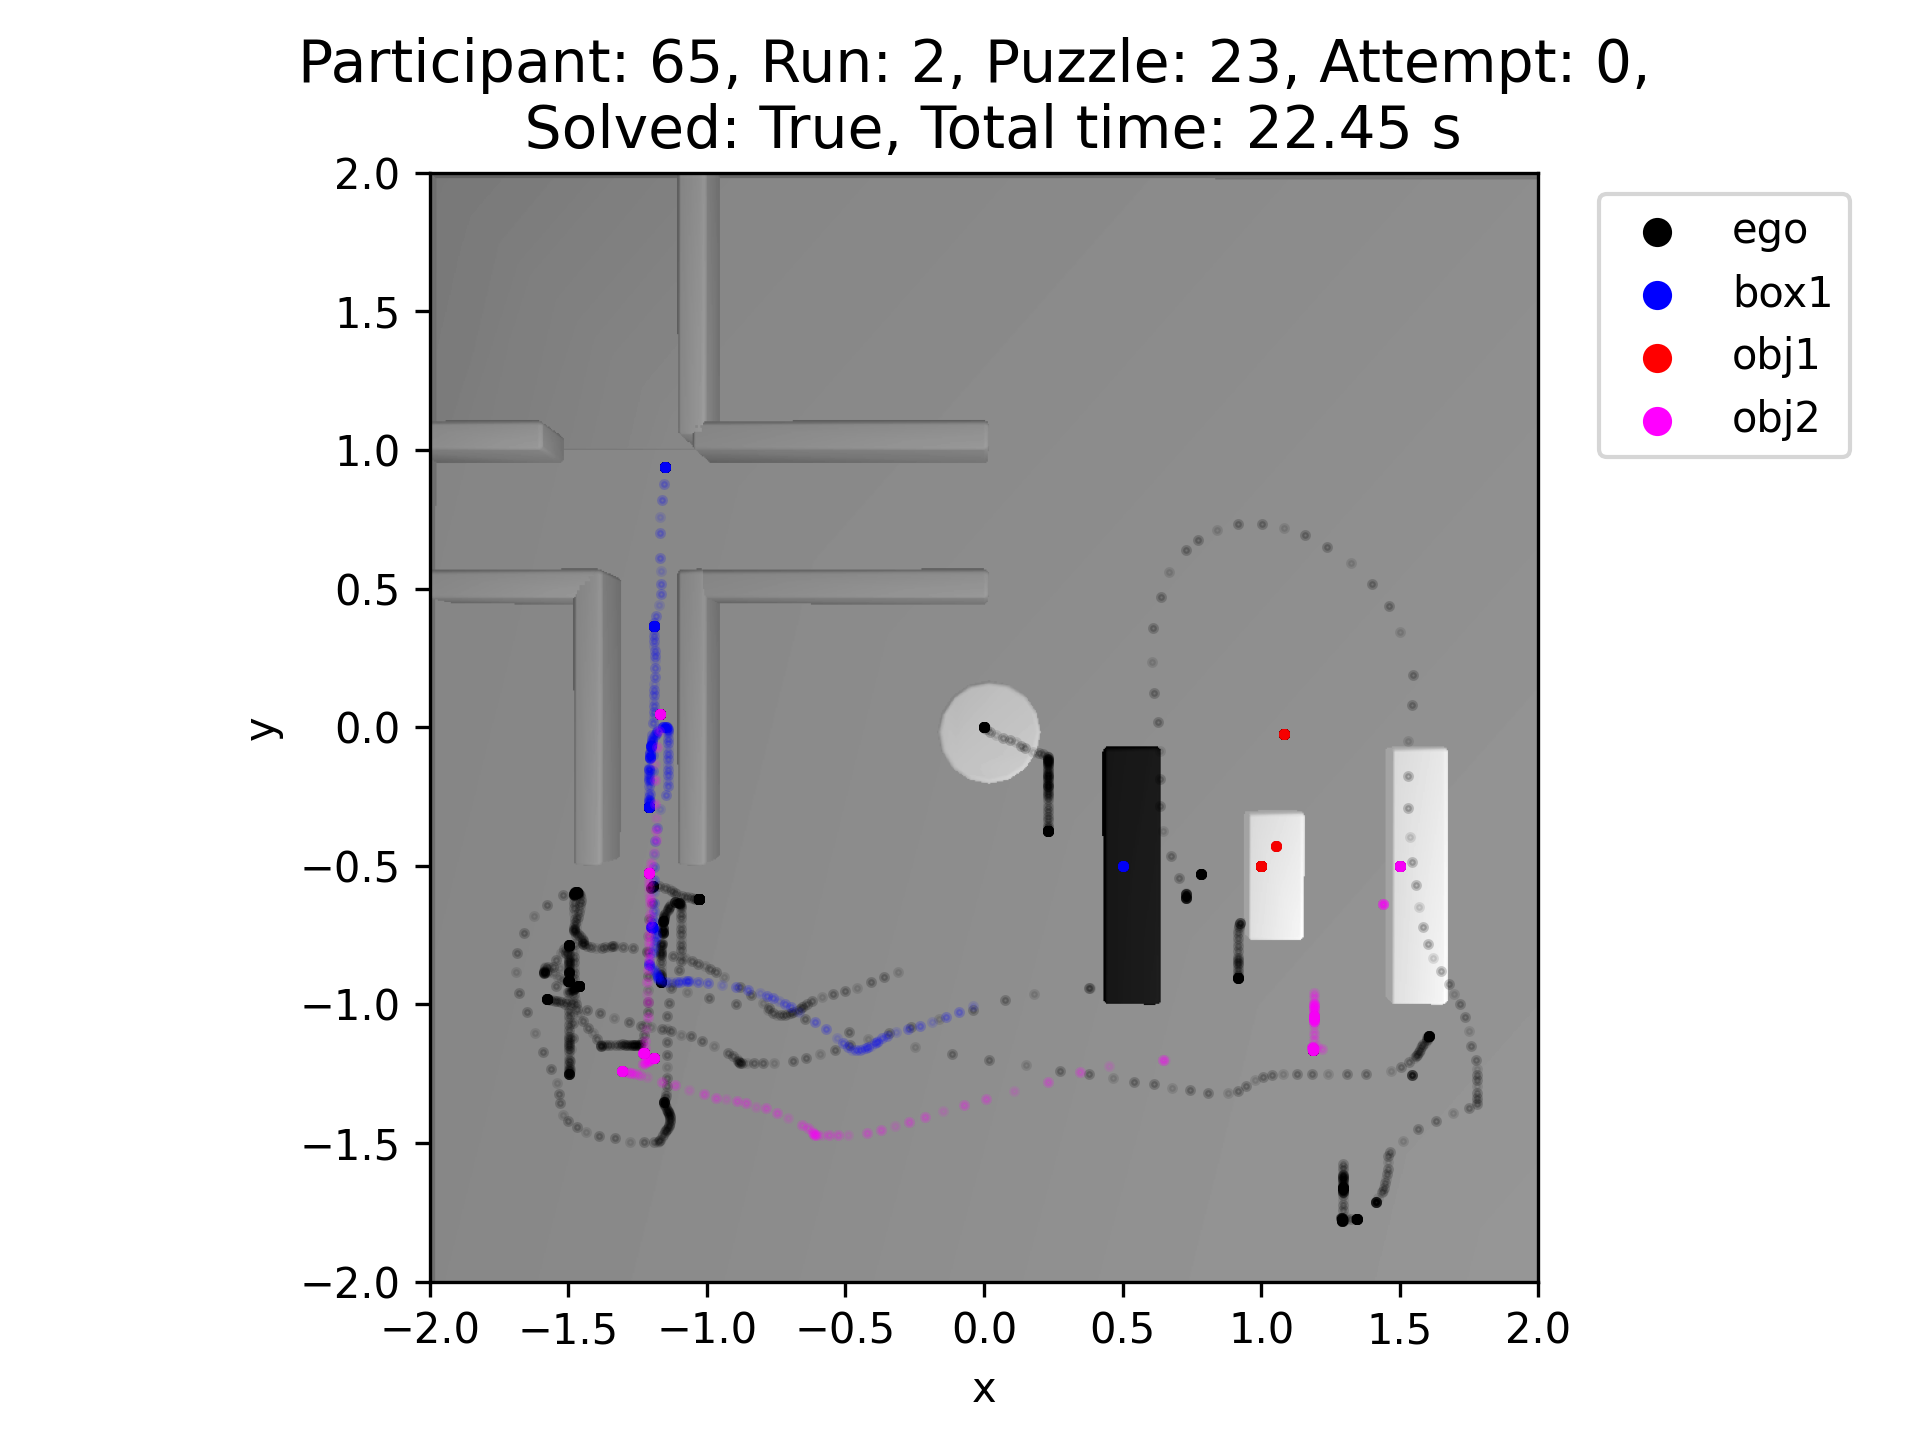 Participant: 65, Run: 2, Puzzle: 23, Attempt: 0,
Solved: True, Total time: 22.45 s
2.0
1.5
1.0
0.5
0.0
−0.5
−1.0
−1.5
−2.0
y
−2.0 −1.5 −1.0 −0.5 0.0 0.5 1.0 1.5 2.0
x
ego
box1
obj1
obj2